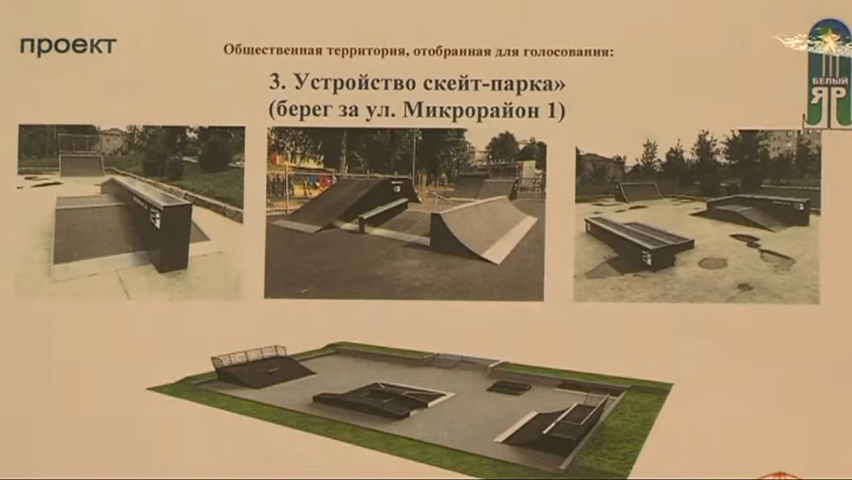 проект
Общественная территория, отобранная для голосования:
3. Устройство скейт-парка»
(берег за ул. Микрорайон 1)
БЕЛЫЙ
ЯР